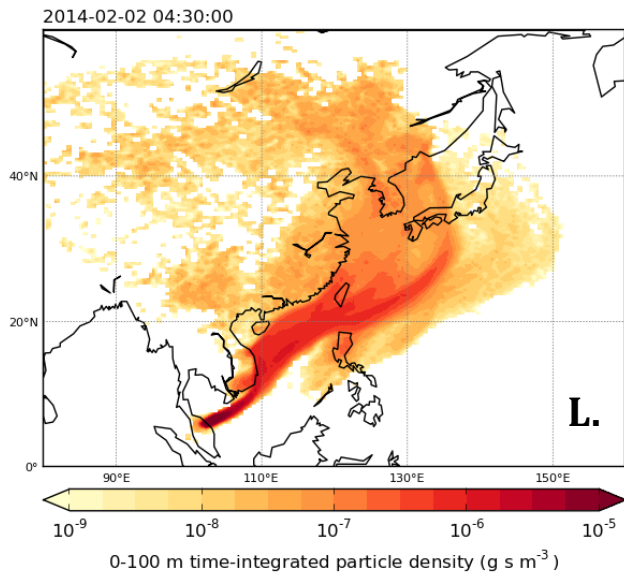 2014-02-02 04:30:00
40°N
20°N
0°
L.
90°E 110°E 130°E 150°E
10⁻⁹ 10⁻⁸ 10⁻⁷ 10⁻⁶ 10⁻⁵
0-100 m time-integrated particle density (g s m⁻³)